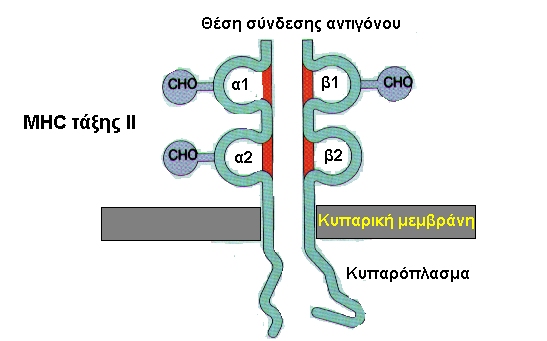 Θέση σύνδεσης αντιγόνου
CHO α1 β1 CHO
MHC τάξης II
CHO α2 β2
Κυπαρική μεμβράνη
Κυπαρόπλασμα